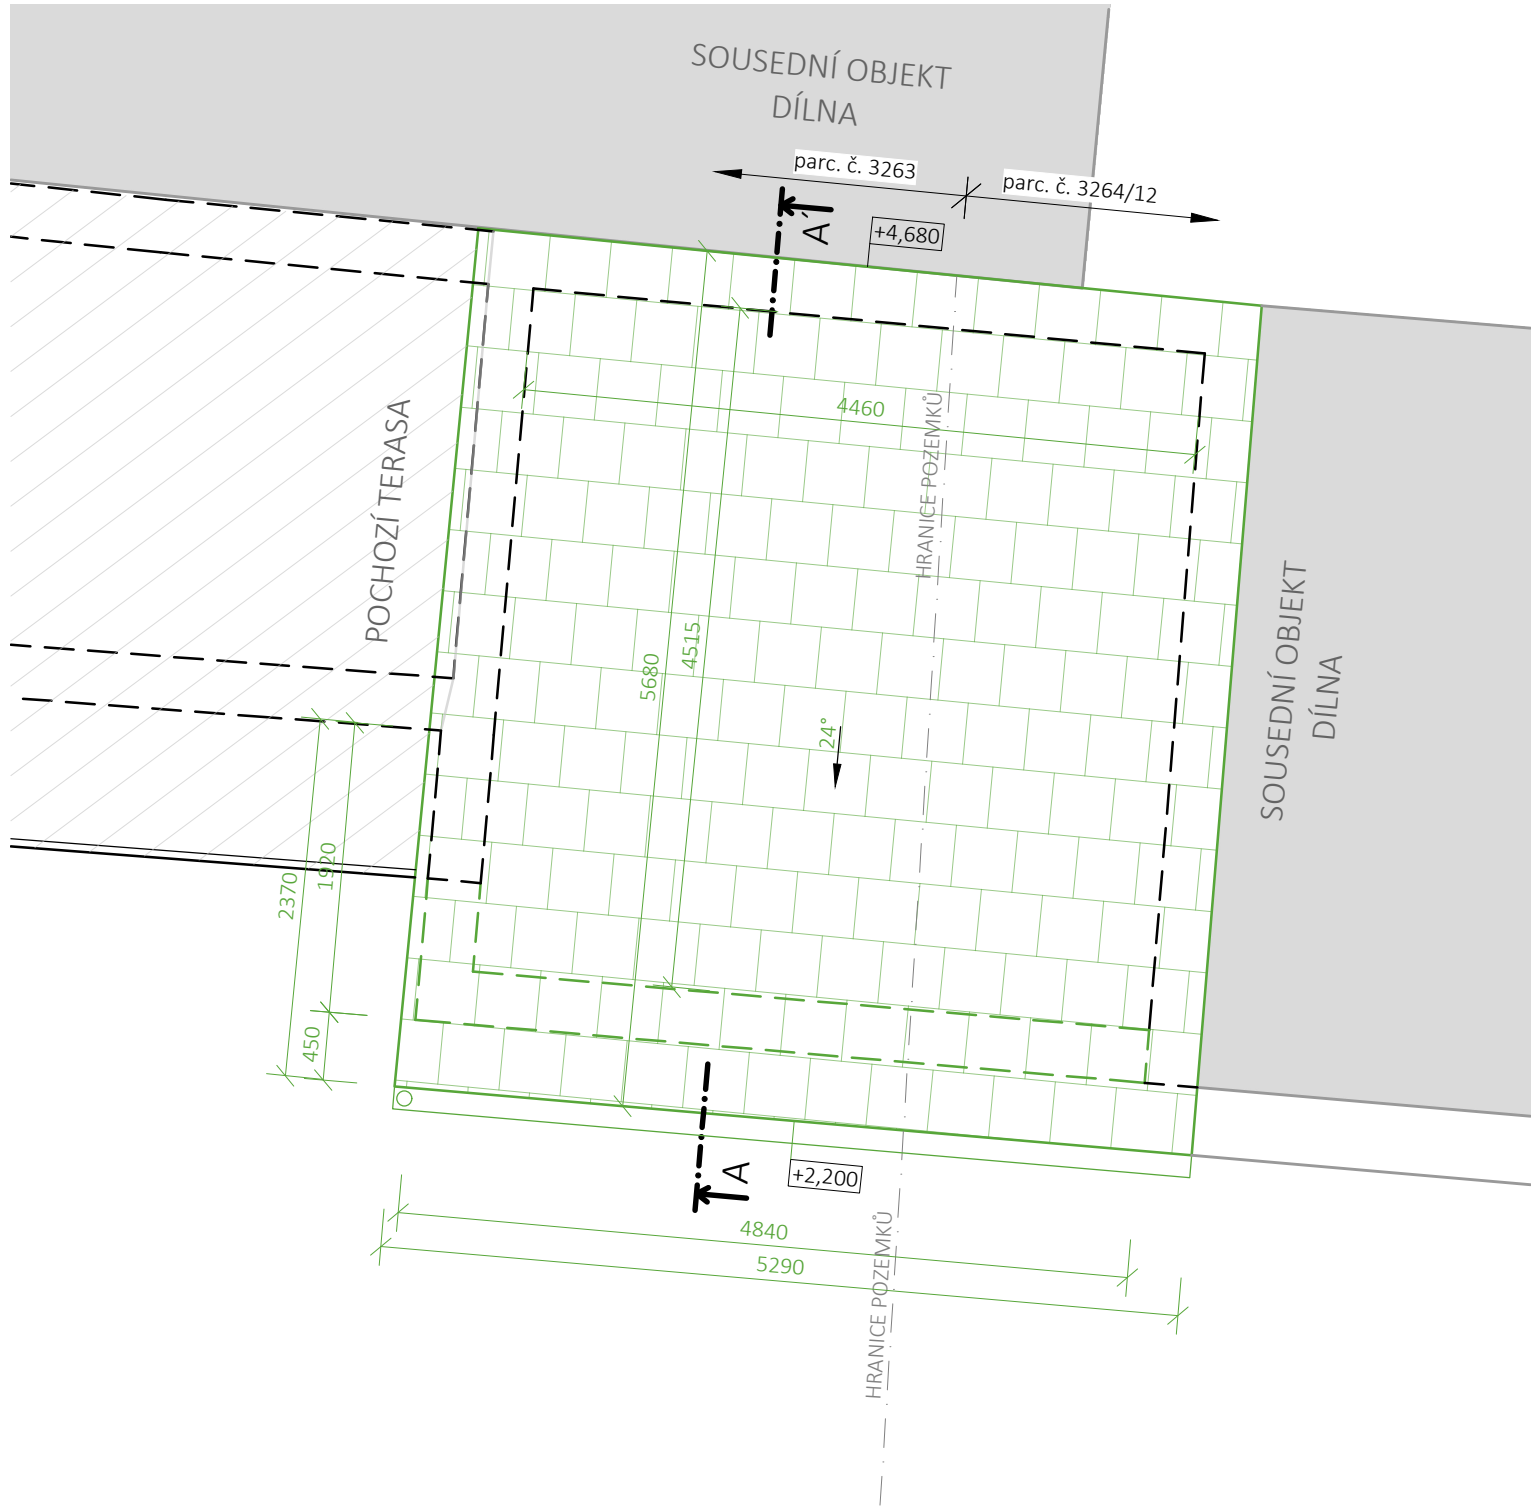 SOUSEDNÍ OBJEKT
DÍLNA
parc. č. 3263
parc. č. 3264/12
A´
+4,680
4460
HRANICE POZEMKŮ
POCHOZÍ TERASA
5680
4515
24°
SOUSEDNÍ OBJEKT
DÍLNA
2370
1920
450
A
+2,200
4840
5290
HRANICE POZEMKŮ